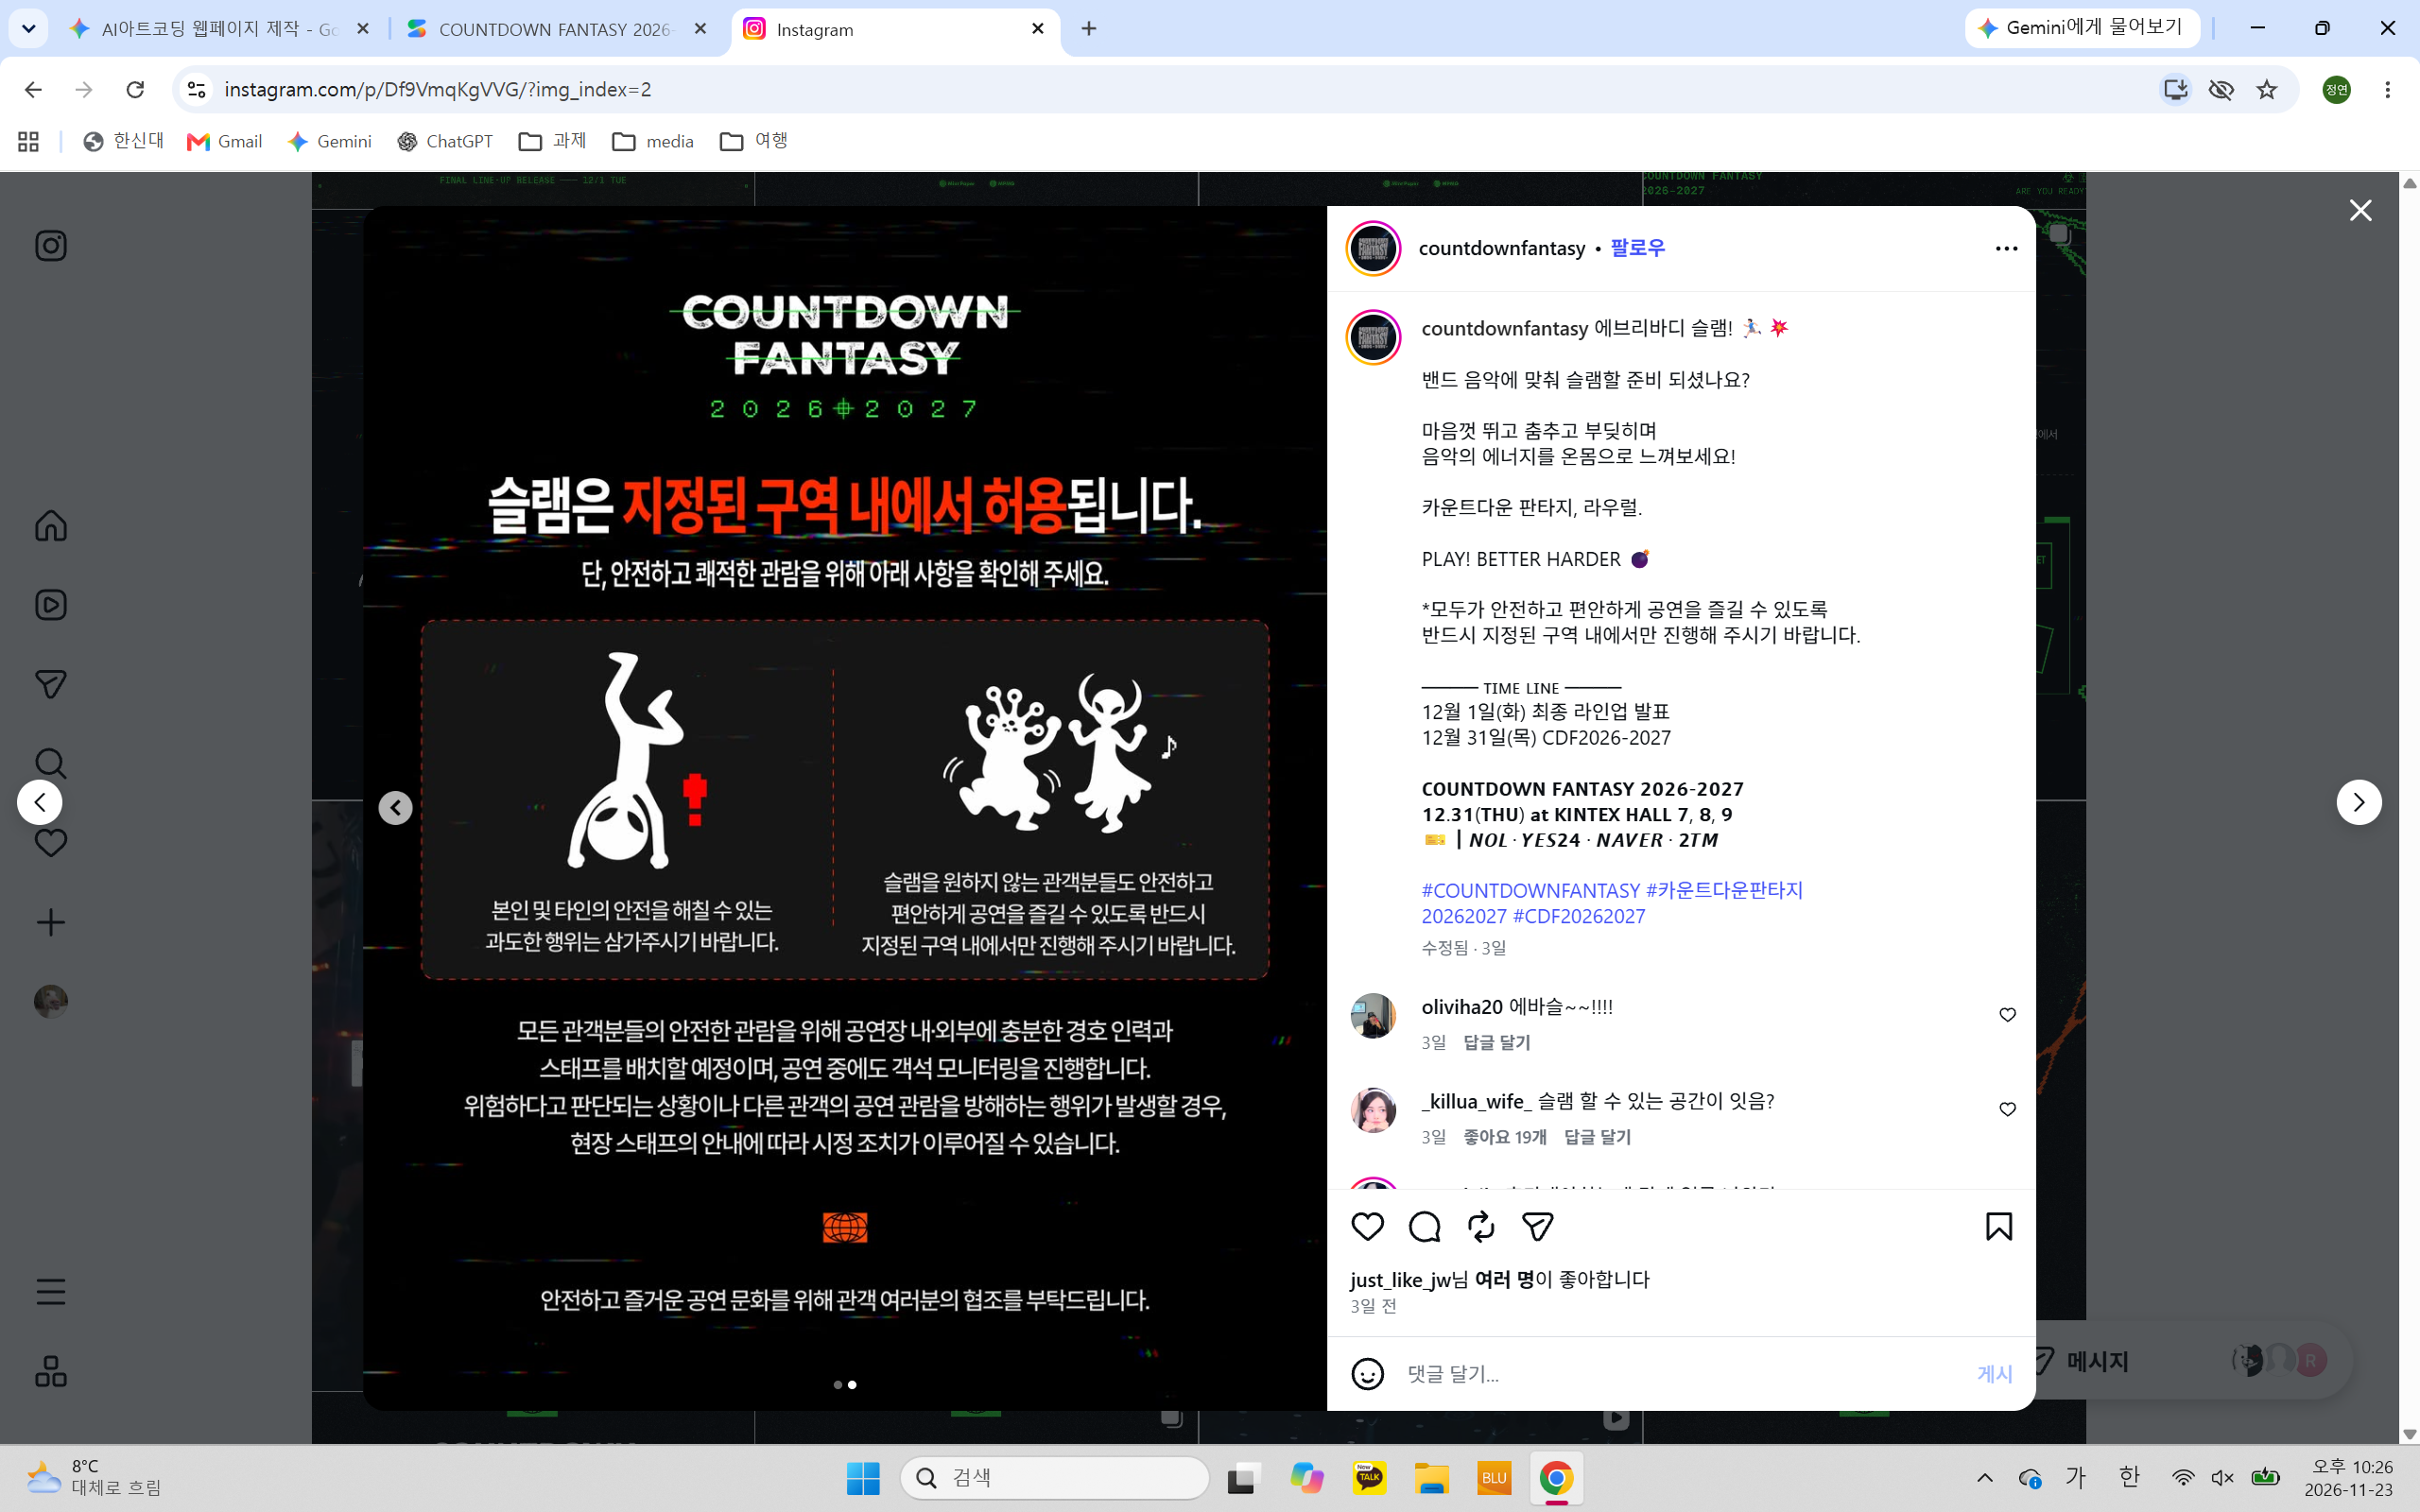 AI아트코딩 웹페이지 제작 - Go
COUNTDOWN FANTASY 2026-
Instagram
Gemini에게 물어보기
instagram.com/p/Df9VmqKgVVG/?img_index=2
정연
한신대
Gmail
Gemini
ChatGPT
과제
media
여행
FINAL LINE-UP RELEASE —— 12/1 TUE
COUNTDOWN FANTASY
2026-2027
ARE YOU READY
COUNTDOWN
FANTASY
2026 2027
슬램은 지정된 구역 내에서 허용됩니다.
단, 안전하고 쾌적한 관람을 위해 아래 사항을 확인해 주세요.
본인 및 타인의 안전을 해칠 수 있는
과도한 행위는 삼가주시기 바랍니다.
슬램을 원하지 않는 관객분들도 안전하고
편안하게 공연을 즐길 수 있도록 반드시
지정된 구역 내에서만 진행해 주시기 바랍니다.
모든 관객분들의 안전한 관람을 위해 공연장 내·외부에 충분한 경호 인력과
스태프를 배치할 예정이며, 공연 중에도 객석 모니터링을 진행합니다.
위험하다고 판단되는 상황이나 다른 관객의 공연 관람을 방해하는 행위가 발생할 경우,
현장 스태프의 안내에 따라 시정 조치가 이루어질 수 있습니다.
안전하고 즐거운 공연 문화를 위해 관객 여러분의 협조를 부탁드립니다.
countdownfantasy • 팔로우
countdownfantasy 에브리바디 슬램! 🏃🏻 💥
밴드 음악에 맞춰 슬램할 준비 되셨나요?
마음껏 뛰고 춤추고 부딪히며
음악의 에너지를 온몸으로 느껴보세요!
카운트다운 판타지, 라우럴.
PLAY! BETTER HARDER 💣
*모두가 안전하고 편안하게 공연을 즐길 수 있도록
반드시 지정된 구역 내에서만 진행해 주시기 바랍니다.
──── TIME LINE ────
12월 1일(화) 최종 라인업 발표
12월 31일(목) CDF2026-2027
COUNTDOWN FANTASY 2026-2027
12.31(THU) at KINTEX HALL 7, 8, 9
🎫 | NOL · YES24 · NAVER · 2TM
#COUNTDOWNFANTASY #카운트다운판타지
20262027 #CDF20262027
수정됨 · 3일
oliviha20 에바슬~~!!!!
3일 답글 달기
_killua_wife_ 슬램 할 수 있는 공간이 잇음?
3일 좋아요 19개 답글 달기
just_like_jw님 여러 명이 좋아합니다
3일 전
댓글 달기...
게시
메시지
R
8°C
대체로 흐림
검색
New
TALK
BLU
가
한
오후 10:26
2026-11-23